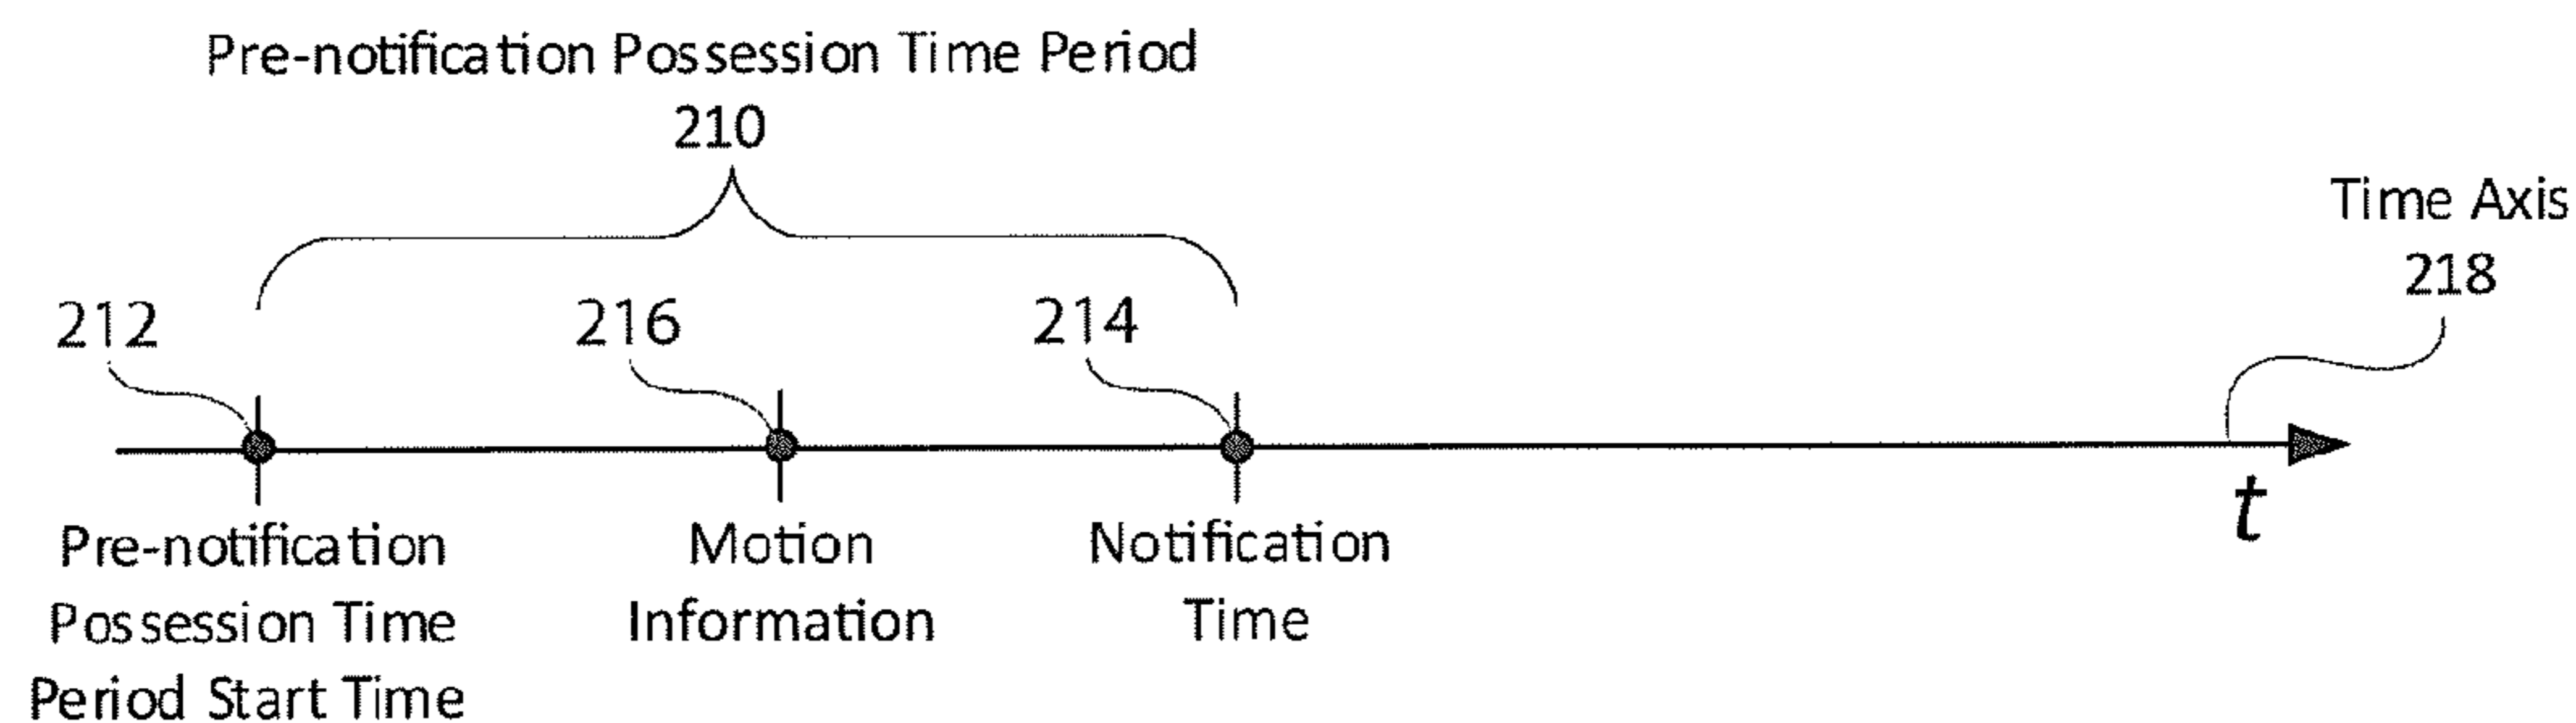 Pre-notification Possession Time Period
210
Time Axis
218
212
216
214
t
Pre-notification
Possession Time
Period Start Time
Motion
Information
Notification
Time